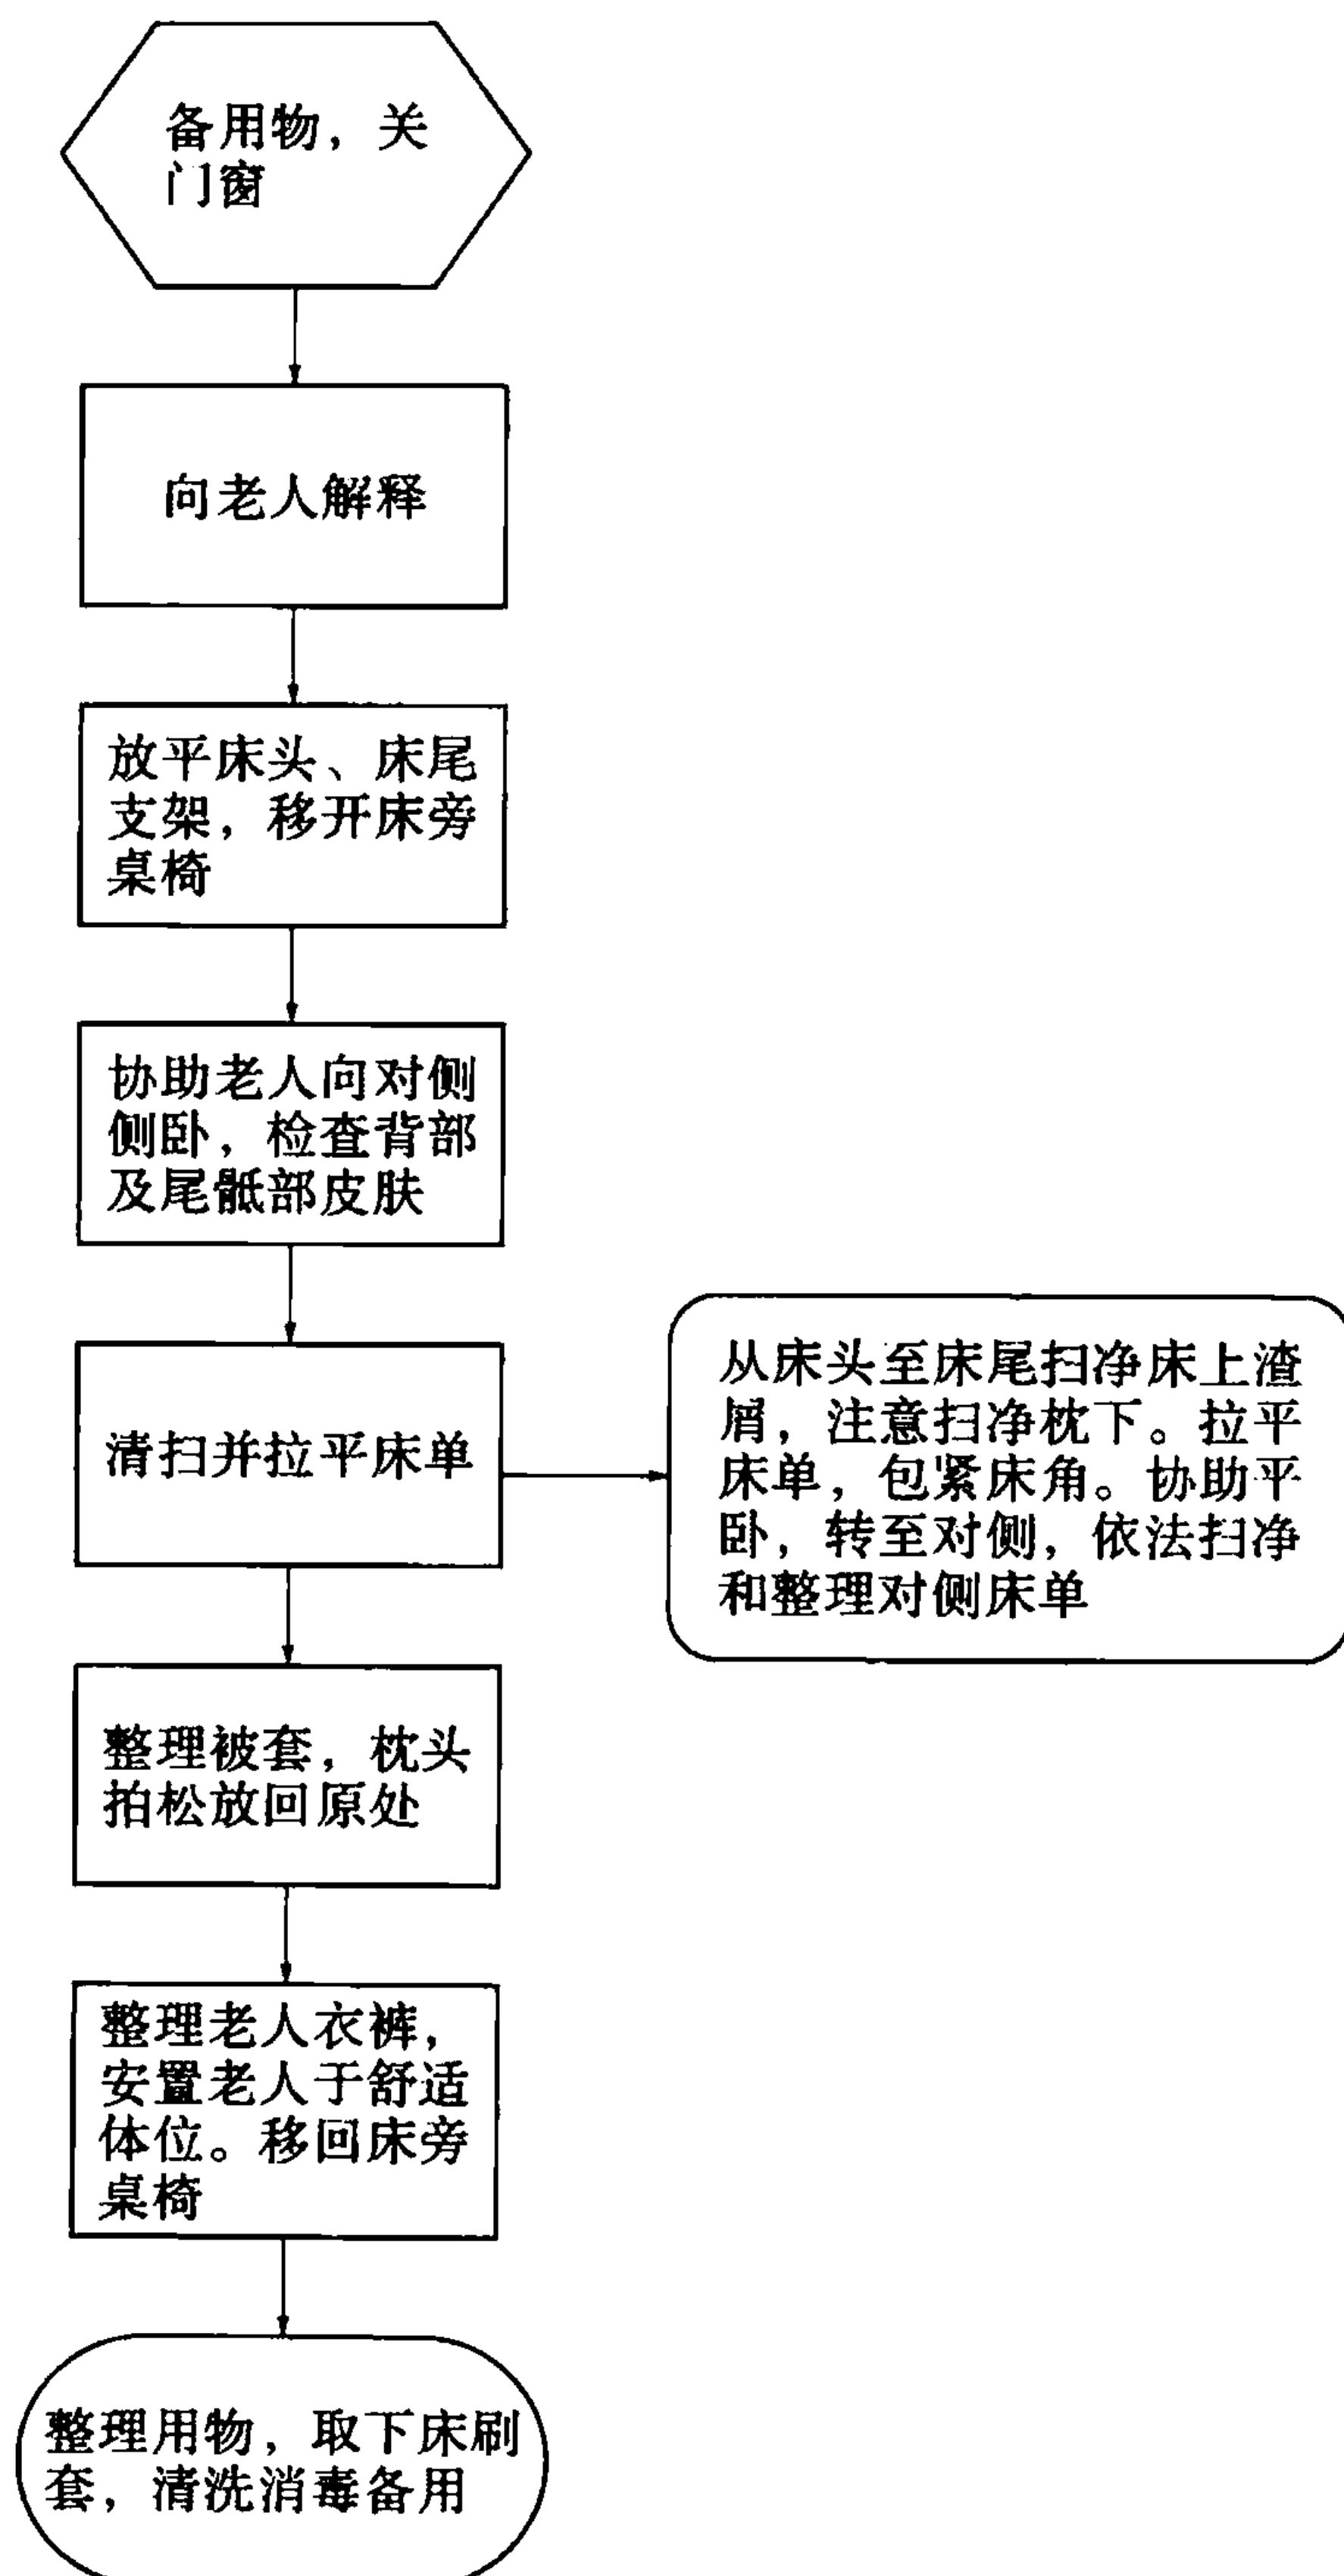 备用物，关
门窗
向老人解释
放平床头、床尾
支架，移开床旁
桌椅
协助老人向对侧
侧卧，检查背部
及尾骶部皮肤
清扫并拉平床单
从床头至床尾扫净床上渣
屑，注意扫净枕下。拉平
床单，包紧床角。协助平
卧，转至对侧，依法扫净
和整理对侧床单
整理被套，枕头
拍松放回原处
整理老人衣裤，
安置老人于舒适
体位。移回床旁
桌椅
整理用物，取下床刷
套，清洗消毒备用